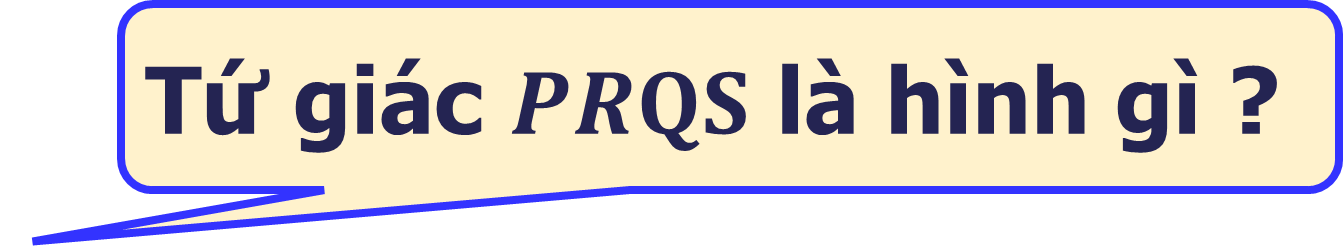 Tứ giác PRQS là hình gì ?